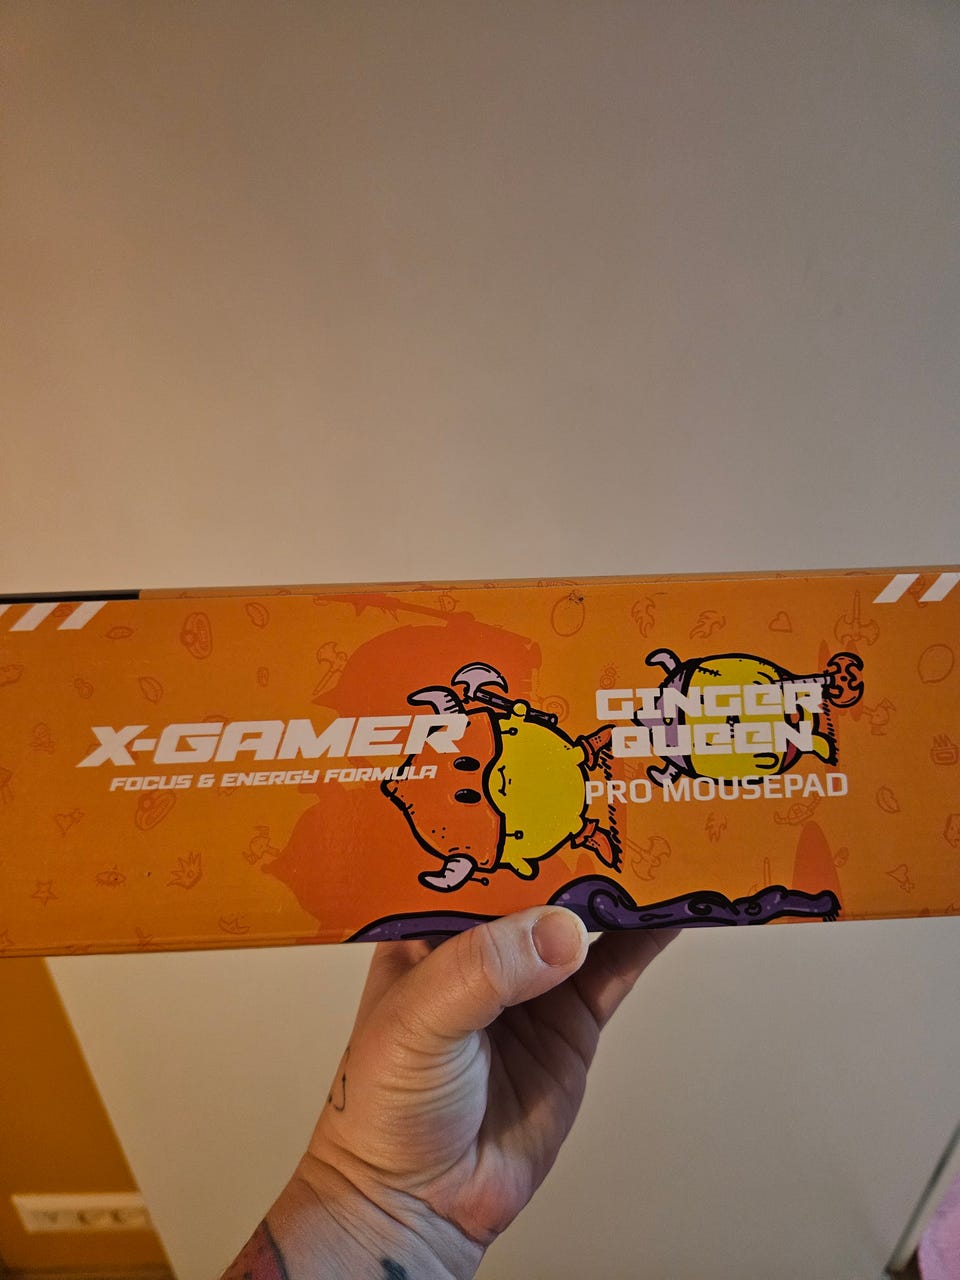 X-GAMER
FOCUS & ENERGY FORMULA
GINGER
QUEEN
PRO MOUSEPAD